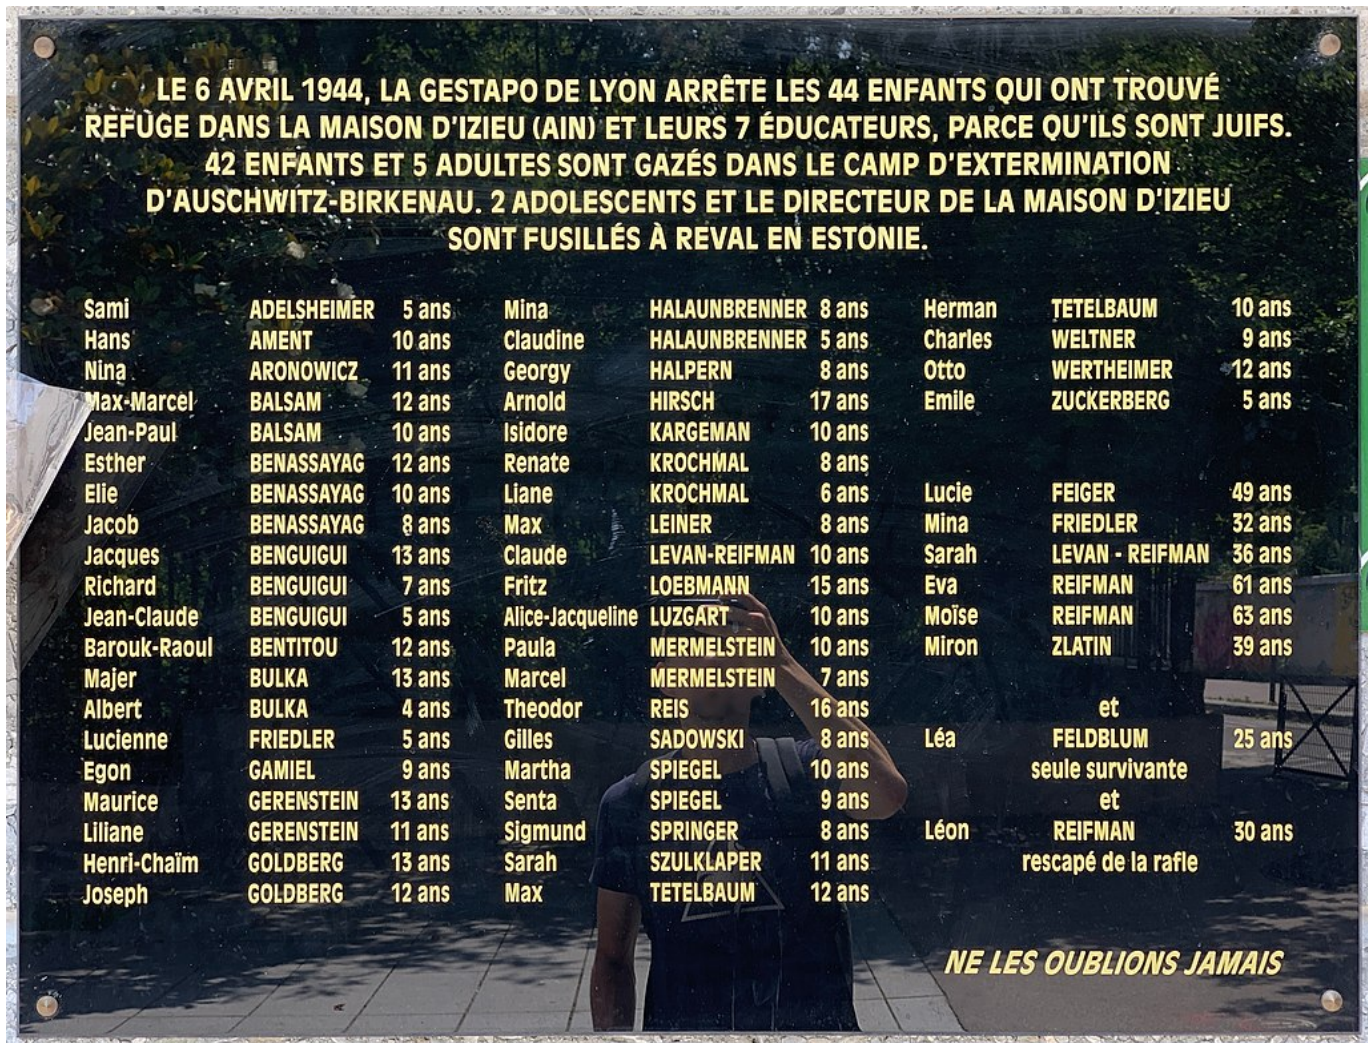 LE 6 AVRIL 1944, LA GESTAPO DE LYON ARRÊTE LES 44 ENFANTS QUI ONT TROUVÉ
REFUGE DANS LA MAISON D'IZIEU (AIN) ET LEURS 7 ÉDUCATEURS, PARCE QU'ILS SONT JUIFS.
42 ENFANTS ET 5 ADULTES SONT GAZÉS DANS LE CAMP D'EXTERMINATION
D'AUSCHWITZ-BIRKENAU. 2 ADOLESCENTS ET LE DIRECTEUR DE LA MAISON D'IZIEU
SONT FUSILLÉS À REVAL EN ESTONIE.
Sami ADELSHEIMER 5 ans
Hans AMENT 10 ans
Nina ARONOWICZ 11 ans
Max-Marcel BALSAM 12 ans
Jean-Paul BALSAM 10 ans
Esther BENASSAYAG 12 ans
Elie BENASSAYAG 10 ans
Jacob BENASSAYAG 8 ans
Jacques BENGUIGUI 13 ans
Richard BENGUIGUI 7 ans
Jean-Claude BENGUIGUI 5 ans
Barouk-Raoul BENTITOU 12 ans
Majer BULKA 13 ans
Albert BULKA 4 ans
Lucienne FRIEDLER 5 ans
Egon GAMIEL 9 ans
Maurice GERENSTEIN 13 ans
Liliane GERENSTEIN 11 ans
Henri-Chaïm GOLDBERG 13 ans
Joseph GOLDBERG 12 ans
Mina HALAUNBRENNER 8 ans
Claudine HALAUNBRENNER 5 ans
Georgy HALPERN 8 ans
Arnold HIRSCH 17 ans
Isidore KARGEMAN 10 ans
Renate KROCHMAL 8 ans
Liane KROCHMAL 6 ans
Max LEINER 8 ans
Claude LEVAN-REIFMAN 10 ans
Fritz LOEBMANN 15 ans
Alice-Jacqueline LUZGART 10 ans
Paula MERMELSTEIN 10 ans
Marcel MERMELSTEIN 7 ans
Theodor REIS 16 ans
Gilles SADOWSKI 8 ans
Martha SPIEGEL 10 ans
Senta SPIEGEL 9 ans
Sigmund SPRINGER 8 ans
Sarah SZULKLAPER 11 ans
Max TETELBAUM 12 ans
Herman TETELBAUM 10 ans
Charles WELTNER 9 ans
Otto WERTHEIMER 12 ans
Emile ZUCKERBERG 5 ans
Lucie FEIGER 49 ans
Mina FRIEDLER 32 ans
Sarah LEVAN - REIFMAN 36 ans
Eva REIFMAN 61 ans
Moïse REIFMAN 63 ans
Miron ZLATIN 39 ans
et
Léa FELDBLUM 25 ans
seule survivante
et
Léon REIFMAN 30 ans
rescapé de la rafle
NE LES OUBLIONS JAMAIS